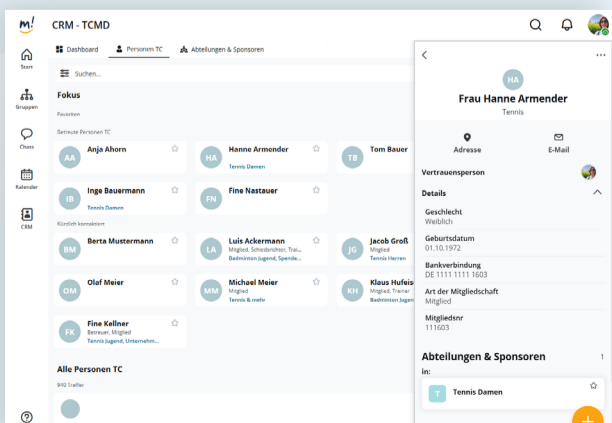 m!
CRM - TCMD
Start
Gruppen
Chats
Kalender
CRM
Dashboard
Personen TC
Abteilungen & Sponsoren
Suchen...
Fokus
Favoriten
Betreute Personen TC
AA
Anja Ahorn
HA
Hanne Armender
Tennis Damen
TB
Tom Bauer
IB
Inge Bauermann
Tennis Damen
FN
Fine Nastauer
Kürzlich kontaktiert
BM
Berta Mustermann
LA
Luis Ackermann
Mitglied, Schiedsrichter, Trai...
Badminton Jugend, Spende...
JG
Jacob Groß
Mitglied
Tennis Herren
OM
Olaf Meier
MM
Michael Meier
Mitglied
Tennis & mehr
KH
Klaus Hufeis
Mitglied, Trainer
Badminton Jugen
FK
Fine Kellner
Betreuer, Mitglied
Tennis Jugend, Unternehm...
Alle Personen TC
949 Treffer
HA
Frau Hanne Armender
Tennis
Adresse
E-Mail
Vertrauensperson
Details
Geschlecht
Weiblich
Geburtsdatum
01.10.1972
Bankverbindung
DE 1111 1111 1603
Art der Mitgliedschaft
Mitglied
Mitgliedsnr
111603
Abteilungen & Sponsoren
1
in:
T
Tennis Damen